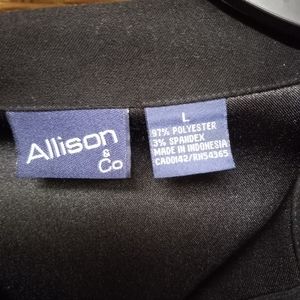 Allison
&
Co
L
97% POLYESTER
3% SPANDEX
MADE IN INDONESIA
CA00142/RN54365